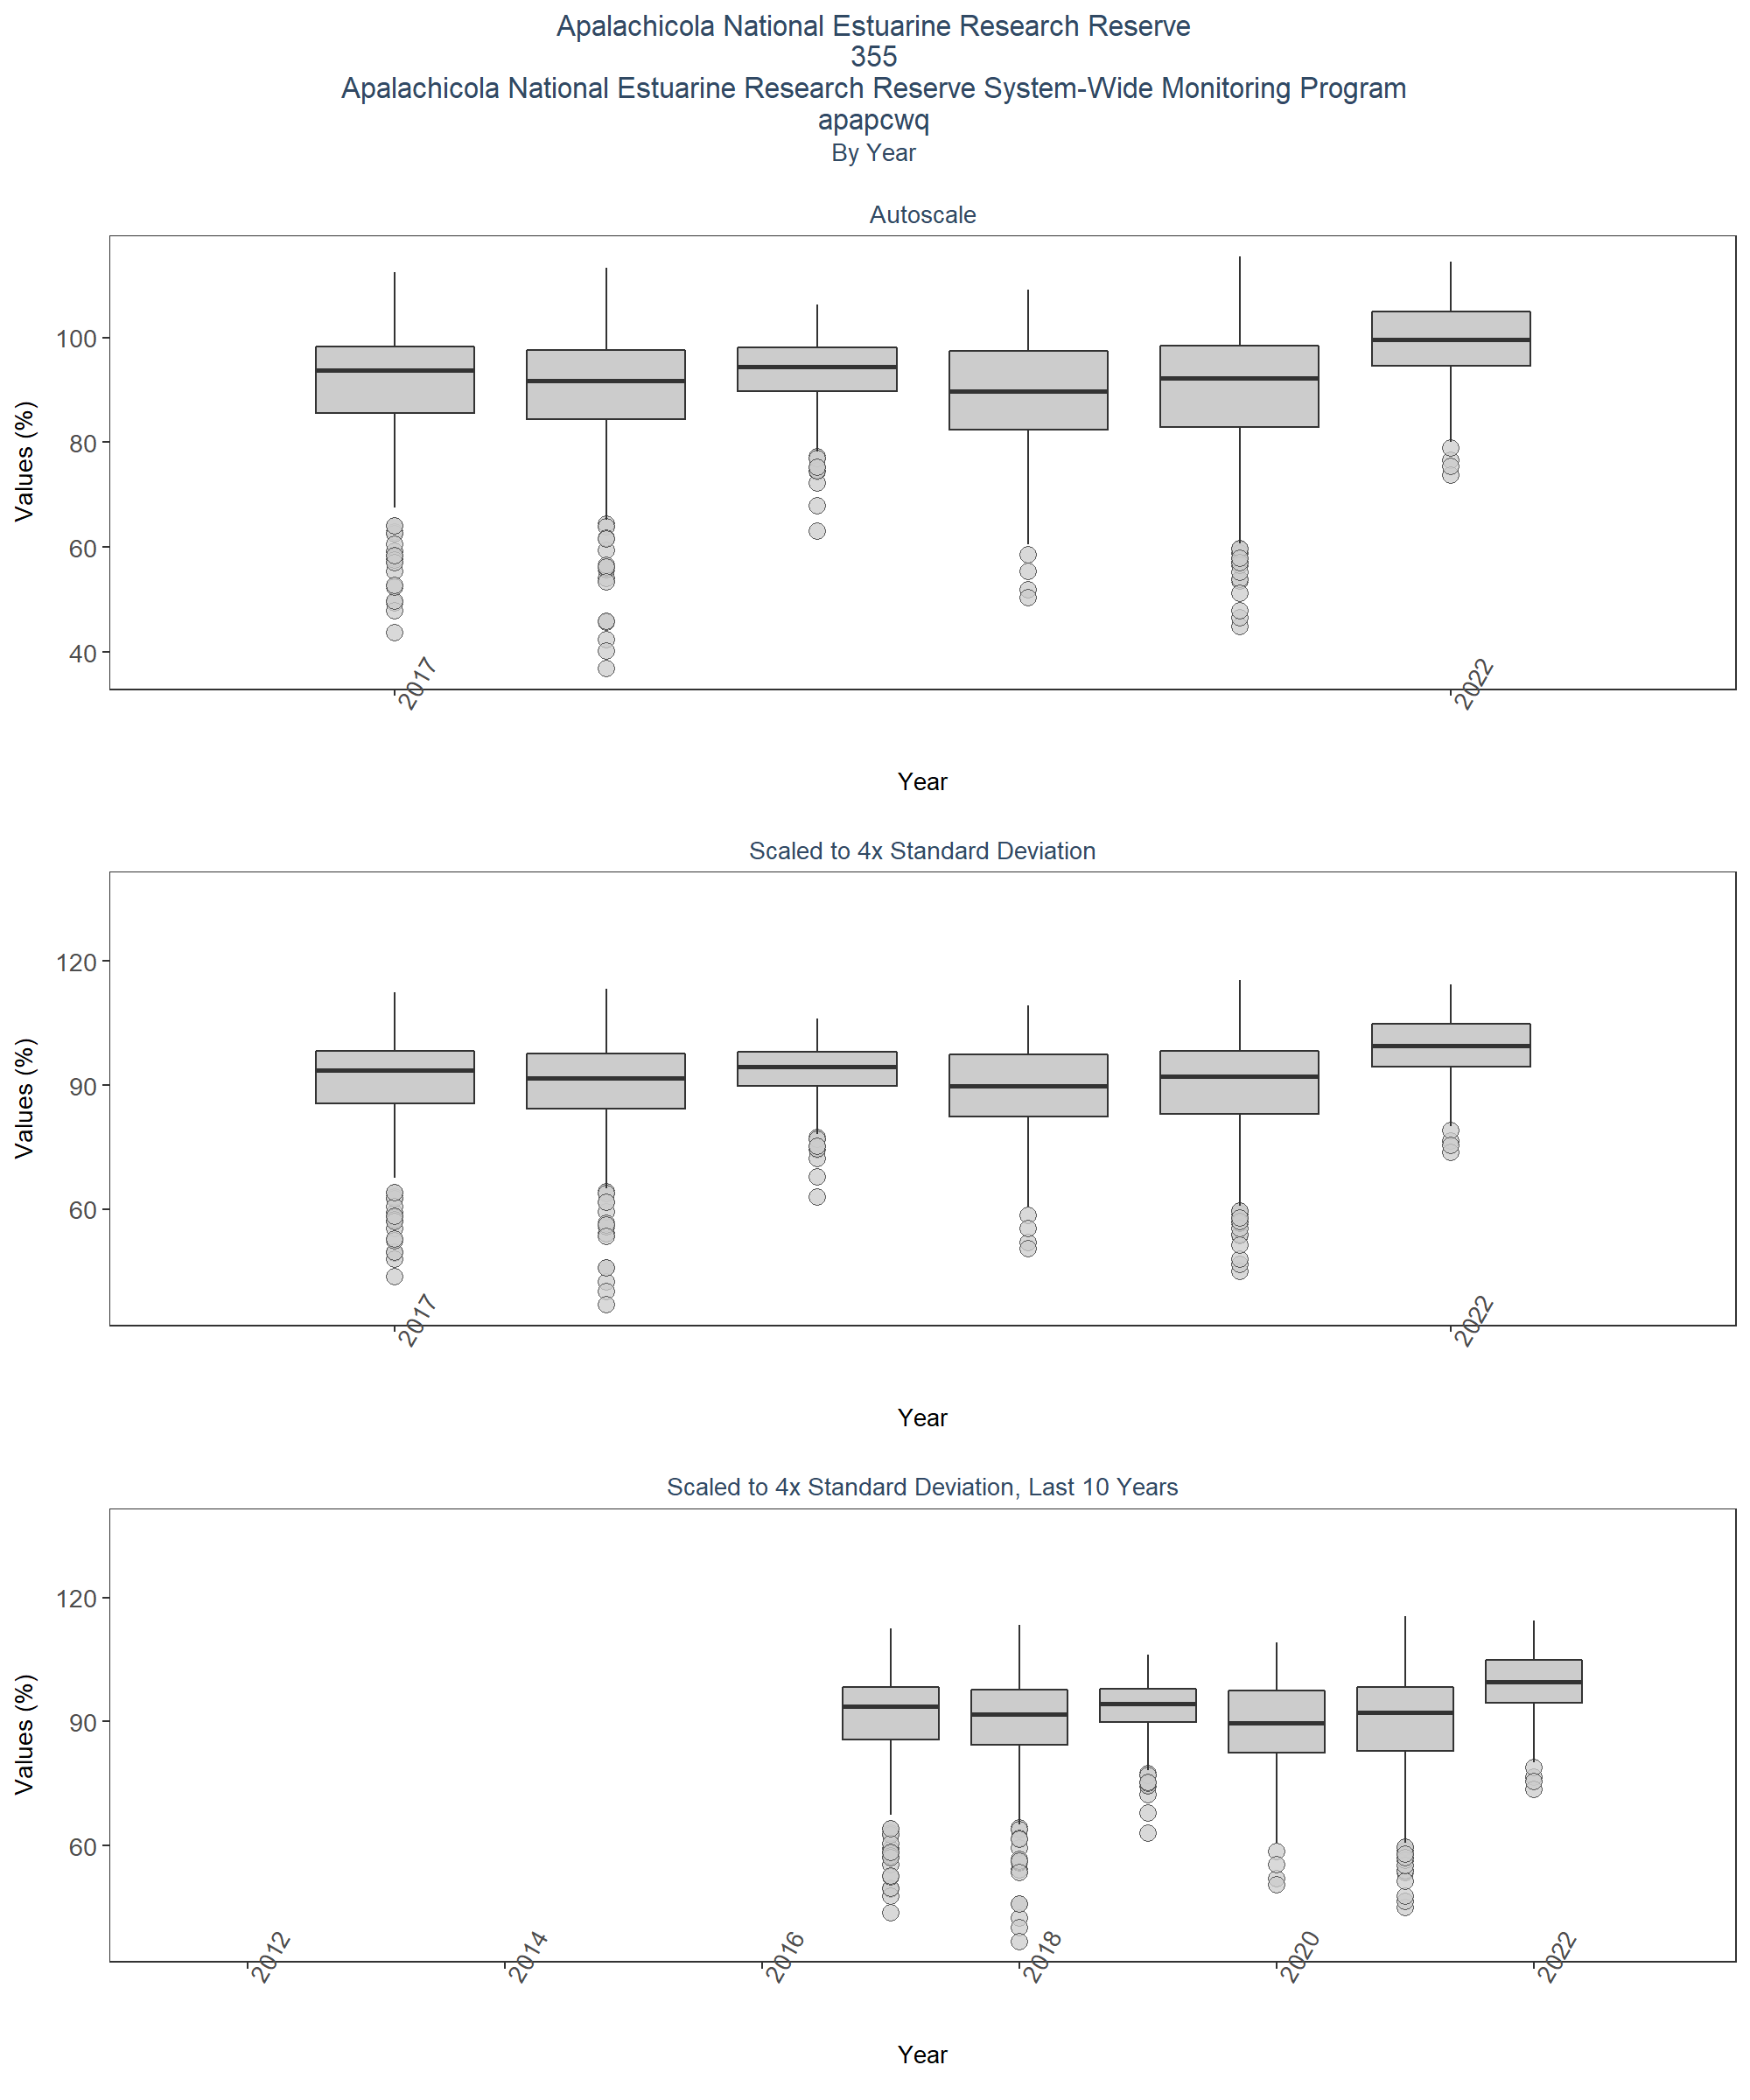 Apalachicola National Estuarine Research Reserve
355
Apalachicola National Estuarine Research Reserve System-Wide Monitoring Program
apapcwq
By Year
Autoscale
Values (%)
100
80
60
40
2017
2022
Year
Scaled to 4x Standard Deviation
Values (%)
120
90
60
2017
2022
Year
Scaled to 4x Standard Deviation, Last 10 Years
Values (%)
120
90
60
2012
2014
2016
2018
2020
2022
Year